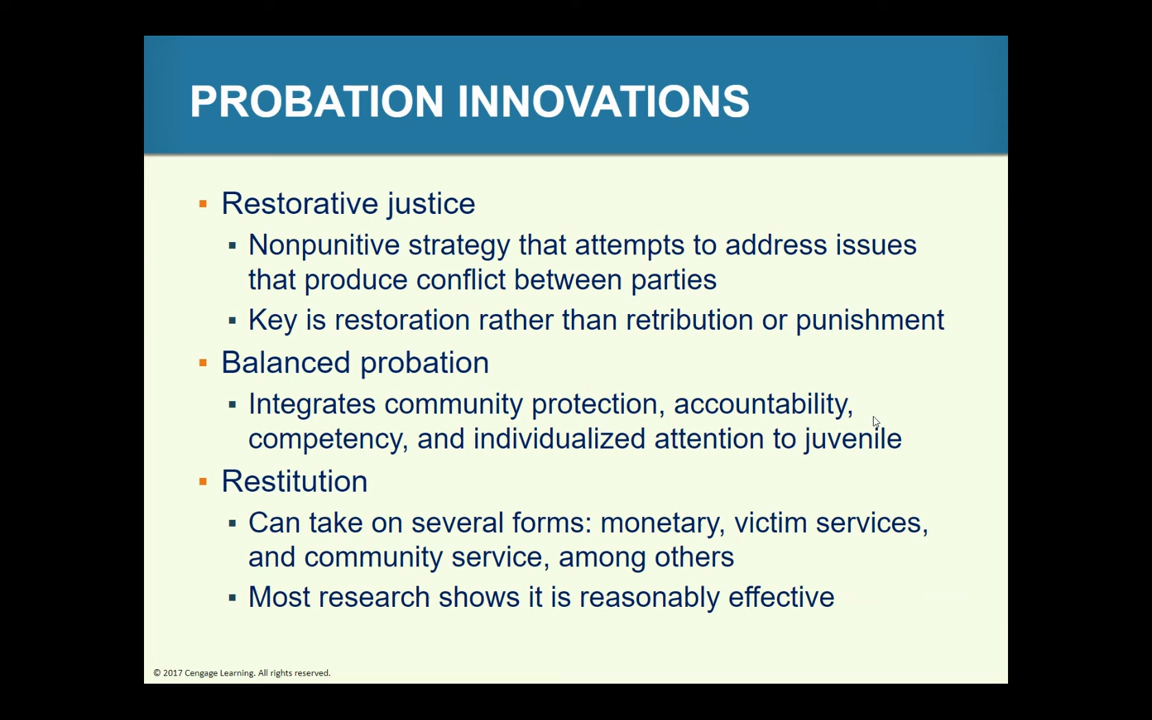 PROBATION INNOVATIONS
▪ Restorative justice
▪ Nonpunitive strategy that attempts to address issues
that produce conflict between parties
▪ Key is restoration rather than retribution or punishment
▪ Balanced probation
▪ Integrates community protection, accountability,
competency, and individualized attention to juvenile
▪ Restitution
▪ Can take on several forms: monetary, victim services,
and community service, among others
▪ Most research shows it is reasonably effective
© 2017 Cengage Learning. All rights reserved.